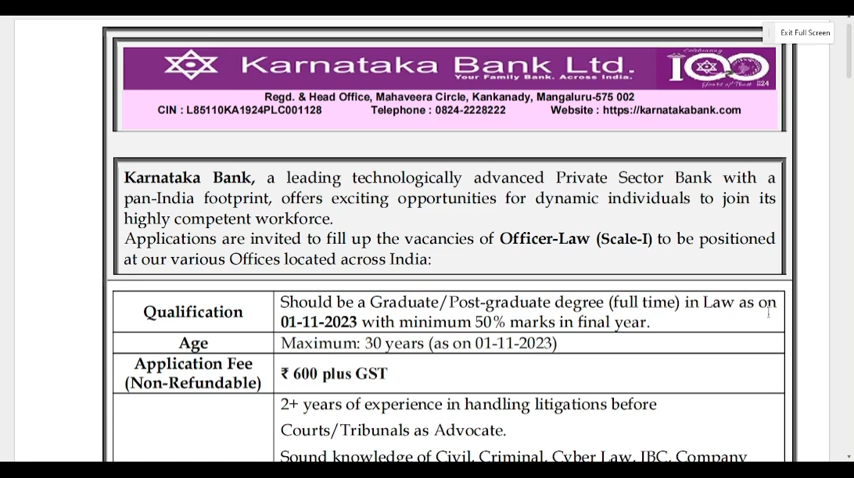 Exit Full Screen
Karnataka Bank Ltd.
Your Family Bank. Across India.
Celebrating
100
Years of Trust
Regd. & Head Office, Mahaveera Circle, Kankanady, Mangaluru-575 002
CIN : L85110KA1924PLC001128 Telephone : 0824-2228222 Website : https://karnatakabank.com
Karnataka Bank, a leading technologically advanced Private Sector Bank with a
pan-India footprint, offers exciting opportunities for dynamic individuals to join its
highly competent workforce.
Applications are invited to fill up the vacancies of Officer-Law (Scale-I) to be positioned
at our various Offices located across India:
Qualification
Should be a Graduate/Post-graduate degree (full time) in Law as on
01-11-2023 with minimum 50% marks in final year.
Age
Maximum: 30 years (as on 01-11-2023)
Application Fee
(Non-Refundable)
₹ 600 plus GST
2+ years of experience in handling litigations before
Courts/Tribunals as Advocate.
Sound knowledge of Civil, Criminal, Cyber Law, IBC, Company